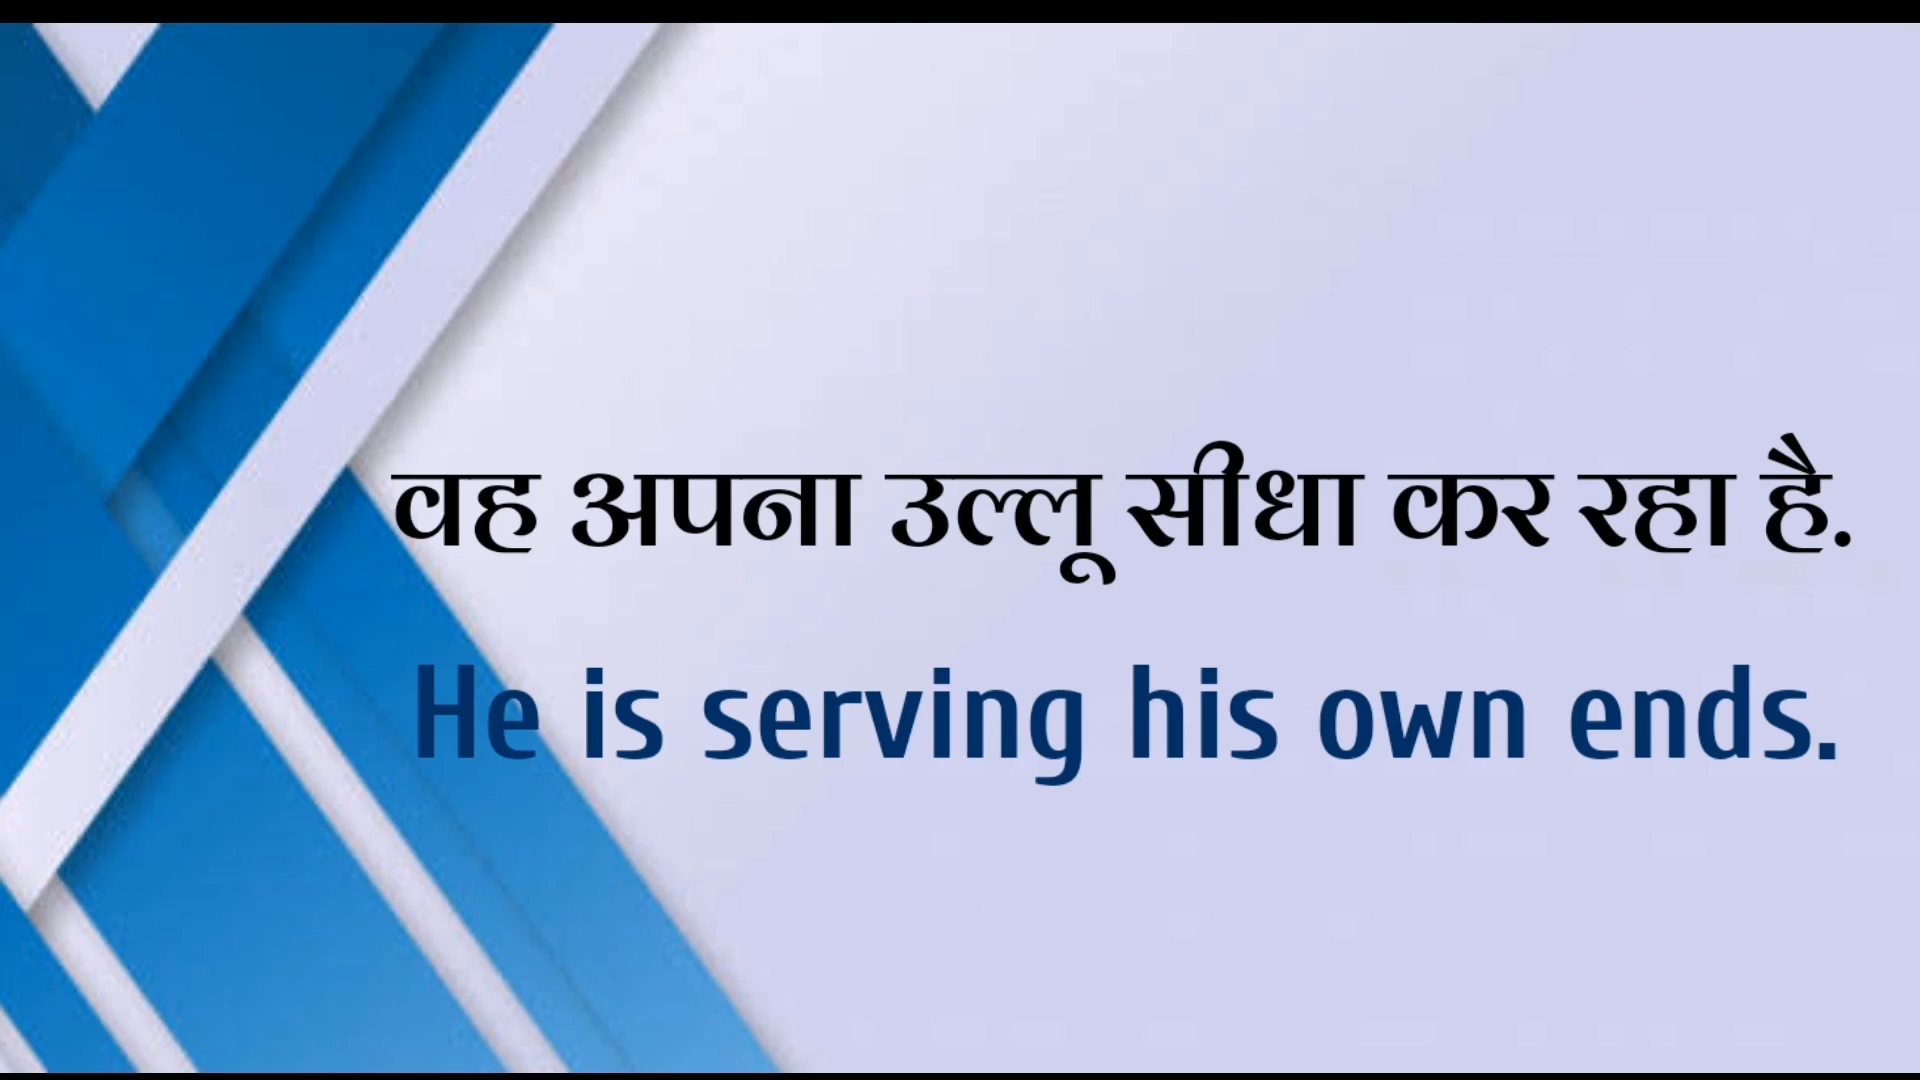 वह अपना उल्लू सीधा कर रहा है.
He is serving his own ends.